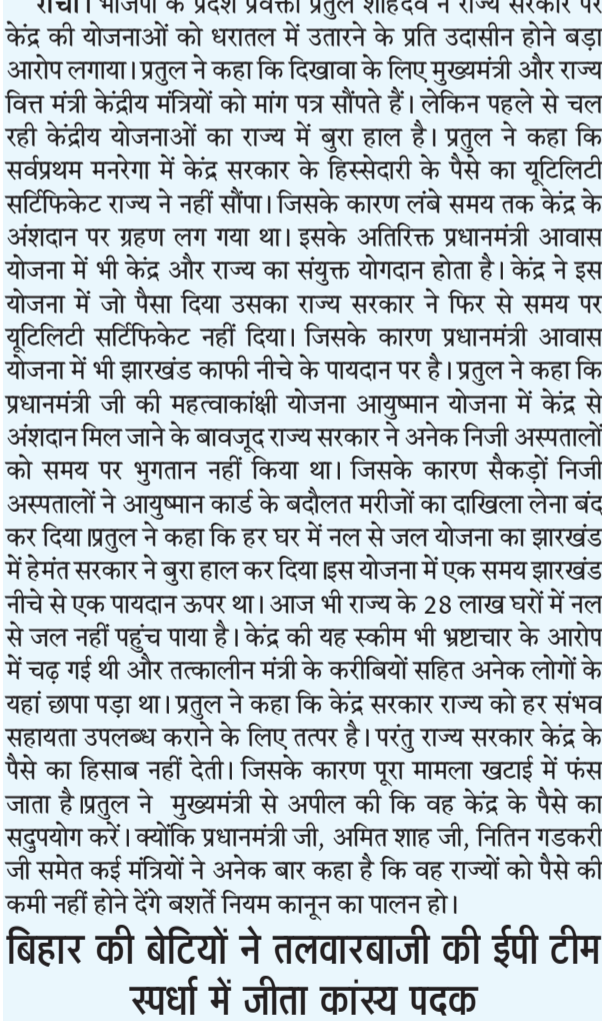 रांची। भाजपा के प्रदेश प्रवक्ता प्रतुल शाहदेव ने राज्य सरकार पर
केंद्र की योजनाओं को धरातल में उतारने के प्रति उदासीन होने बड़ा
आरोप लगाया। प्रतुल ने कहा कि दिखावा के लिए मुख्यमंत्री और राज्य
वित्त मंत्री केंद्रीय मंत्रियों को मांग पत्र सौंपते हैं। लेकिन पहले से चल
रही केंद्रीय योजनाओं का राज्य में बुरा हाल है। प्रतुल ने कहा कि
सर्वप्रथम मनरेगा में केंद्र सरकार के हिस्सेदारी के पैसे का यूटिलिटी
सर्टिफिकेट राज्य ने नहीं सौंपा। जिसके कारण लंबे समय तक केंद्र के
अंशदान पर ग्रहण लग गया था। इसके अतिरिक्त प्रधानमंत्री आवास
योजना में भी केंद्र और राज्य का संयुक्त योगदान होता है। केंद्र ने इस
योजना में जो पैसा दिया उसका राज्य सरकार ने फिर से समय पर
यूटिलिटी सर्टिफिकेट नहीं दिया। जिसके कारण प्रधानमंत्री आवास
योजना में भी झारखंड काफी नीचे के पायदान पर है। प्रतुल ने कहा कि
प्रधानमंत्री जी की महत्वाकांक्षी योजना आयुष्मान योजना में केंद्र से
अंशदान मिल जाने के बावजूद राज्य सरकार ने अनेक निजी अस्पतालों
को समय पर भुगतान नहीं किया था। जिसके कारण सैकड़ों निजी
अस्पतालों ने आयुष्मान कार्ड के बदौलत मरीजों का दाखिला लेना बंद
कर दिया।प्रतुल ने कहा कि हर घर में नल से जल योजना का झारखंड
में हेमंत सरकार ने बुरा हाल कर दिया।इस योजना में एक समय झारखंड
नीचे से एक पायदान ऊपर था। आज भी राज्य के 28 लाख घरों में नल
से जल नहीं पहुंच पाया है। केंद्र की यह स्कीम भी भ्रष्टाचार के आरोप
में चढ़ गई थी और तत्कालीन मंत्री के करीबियों सहित अनेक लोगों के
यहां छापा पड़ा था। प्रतुल ने कहा कि केंद्र सरकार राज्य को हर संभव
सहायता उपलब्ध कराने के लिए तत्पर है। परंतु राज्य सरकार केंद्र के
पैसे का हिसाब नहीं देती। जिसके कारण पूरा मामला खटाई में फंस
जाता है।प्रतुल ने मुख्यमंत्री से अपील की कि वह केंद्र के पैसे का
सदुपयोग करें। क्योंकि प्रधानमंत्री जी, अमित शाह जी, नितिन गडकरी
जी समेत कई मंत्रियों ने अनेक बार कहा है कि वह राज्यों को पैसे की
कमी नहीं होने देंगे बशर्ते नियम कानून का पालन हो।
बिहार की बेटियों ने तलवारबाजी की ईपी टीम
स्पर्धा में जीता कांस्य पदक